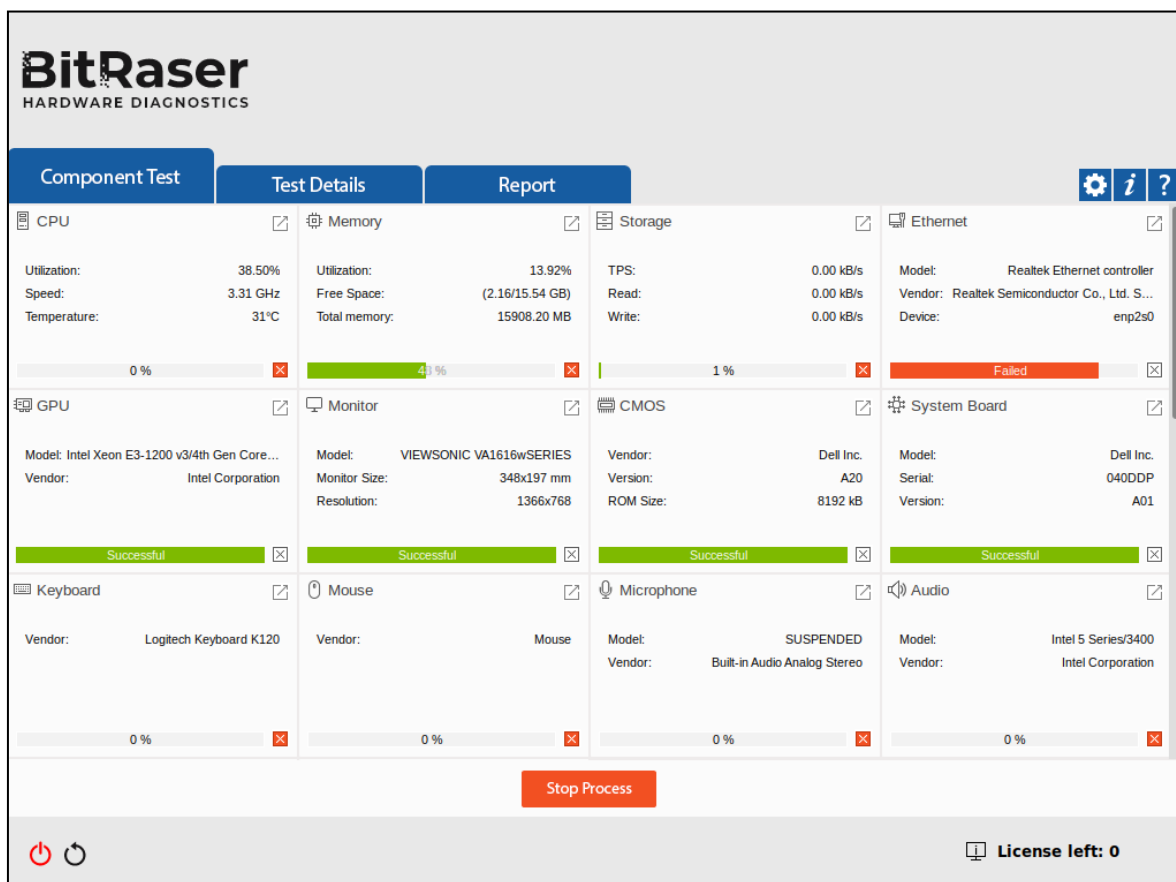 BitRaser
HARDWARE DIAGNOSTICS
Component Test
Test Details
Report
i
?
CPU
Utilization: 38.50%
Speed: 3.31 GHz
Temperature: 31°C
0 %
Memory
Utilization: 13.92%
Free Space: (2.16/15.54 GB)
Total memory: 15908.20 MB
48 %
Storage
TPS: 0.00 kB/s
Read: 0.00 kB/s
Write: 0.00 kB/s
1 %
Ethernet
Model: Realtek Ethernet controller
Vendor: Realtek Semiconductor Co., Ltd. S...
Device: enp2s0
Failed
GPU
Model: Intel Xeon E3-1200 v3/4th Gen Core...
Vendor: Intel Corporation
Successful
Monitor
Model: VIEWSONIC VA1616wSERIES
Monitor Size: 348x197 mm
Resolution: 1366x768
Successful
CMOS
Vendor: Dell Inc.
Version: A20
ROM Size: 8192 kB
Successful
System Board
Model: Dell Inc.
Serial: 040DDP
Version: A01
Successful
Keyboard
Vendor: Logitech Keyboard K120
0 %
Mouse
Vendor: Mouse
0 %
Microphone
Model: SUSPENDED
Vendor: Built-in Audio Analog Stereo
0 %
Audio
Model: Intel 5 Series/3400
Vendor: Intel Corporation
0 %
Stop Process
License left: 0